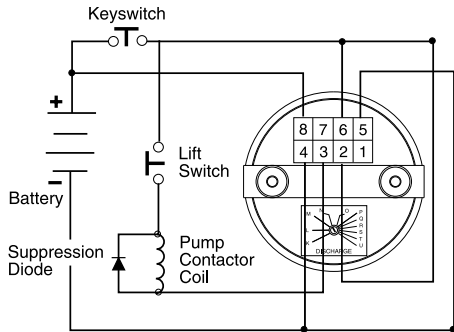 Keyswitch
+
8 7 6 5
4 3 2 1
Lift
Switch
-
Battery
M N O P
Q
R
L S
T
K U
DISCHARGE
Suppression
Diode
Pump
Contactor
Coil